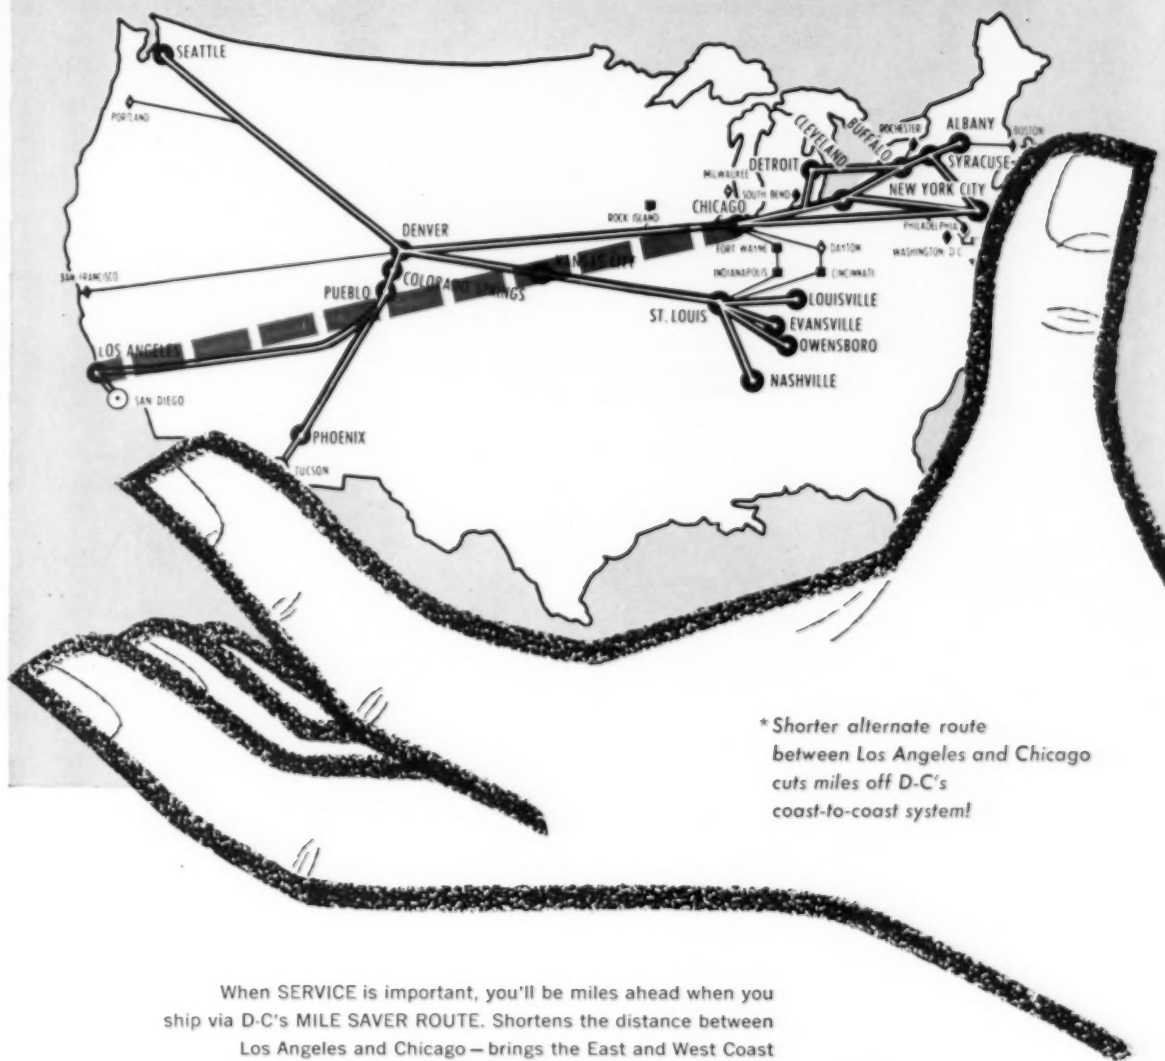 SEATTLE
PORTLAND
ROCHESTER
ALBANY
BOSTON
BUFFALO
CLEVELAND
DETROIT
SYRACUSE
MILWAUKEE
SOUTH BEND
NEW YORK CITY
CHICAGO
ROCK ISLAND
PHILADELPHIA
DENVER
FORT WAYNE
DAYTON
WASHINGTON D.C.
KANSAS CITY
SAN FRANCISCO
COLORADO SPRINGS
INDIANAPOLIS
CINCINNATI
PUEBLO
LOUISVILLE
ST. LOUIS
EVANSVILLE
LOS ANGELES
OWENSBORO
NASHVILLE
SAN DIEGO
PHOENIX
TUCSON
* Shorter alternate route
between Los Angeles and Chicago
cuts miles off D-C's
coast-to-coast system!
When SERVICE is important, you'll be miles ahead when you
ship via D-C's MILE SAVER ROUTE. Shortens the distance between
Los Angeles and Chicago — brings the East and West Coast